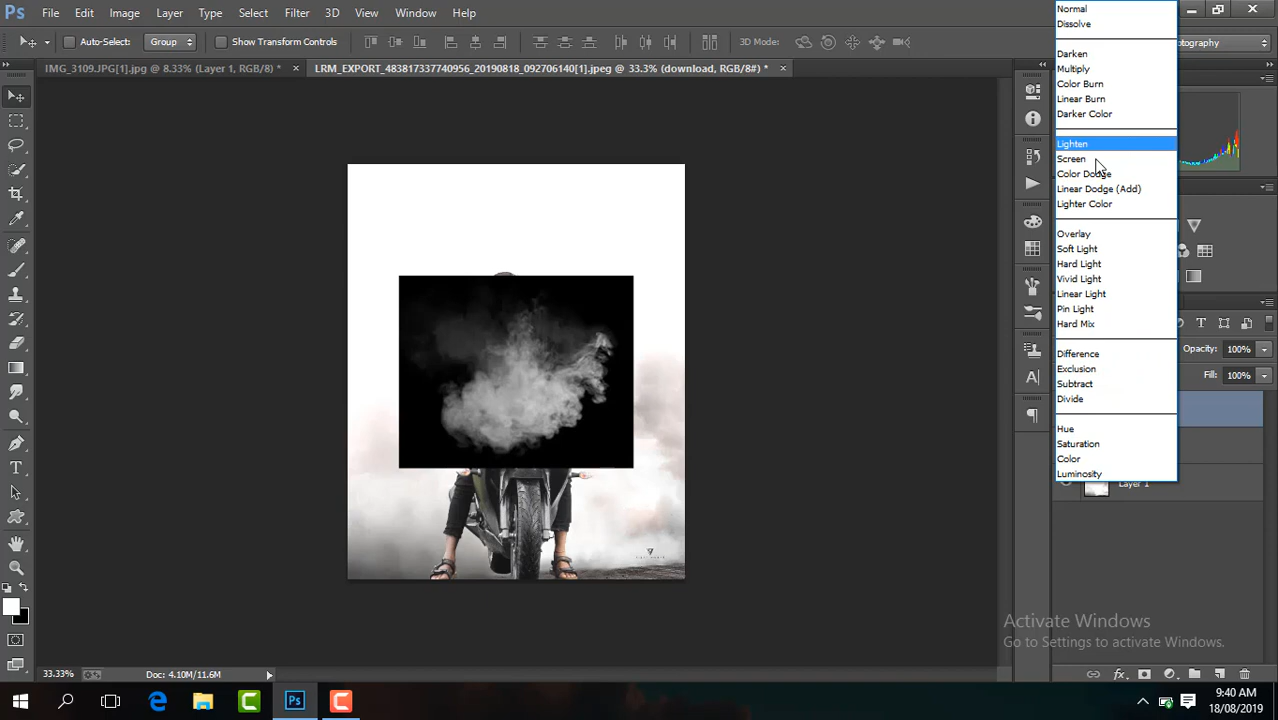 Ps File Edit Image Layer Type Select Filter 3D View Window Help
Auto-Select: Group Show Transform Controls 3D Mode:
IMG_3109.JPG[1].jpg @ 8.33% (Layer 1, RGB/8) * × LRM_EXPORT_483817337740956_20190818_092706140[1].jpeg @ 33.3% (download, RGB/8#) * ×
Normal
Dissolve
Darken
Multiply
Color Burn
Linear Burn
Darker Color
Lighten
Screen
Color Dodge
Linear Dodge (Add)
Lighter Color
Overlay
Soft Light
Hard Light
Vivid Light
Linear Light
Pin Light
Hard Mix
Difference
Exclusion
Subtract
Divide
Hue
Saturation
Color
Luminosity
otography
Opacity: 100%
Fill: 100%
Layer 1
Activate Windows
Go to Settings to activate Windows.
33.33% Doc: 4.10M/11.6M
9:40 AM
18/08/2019